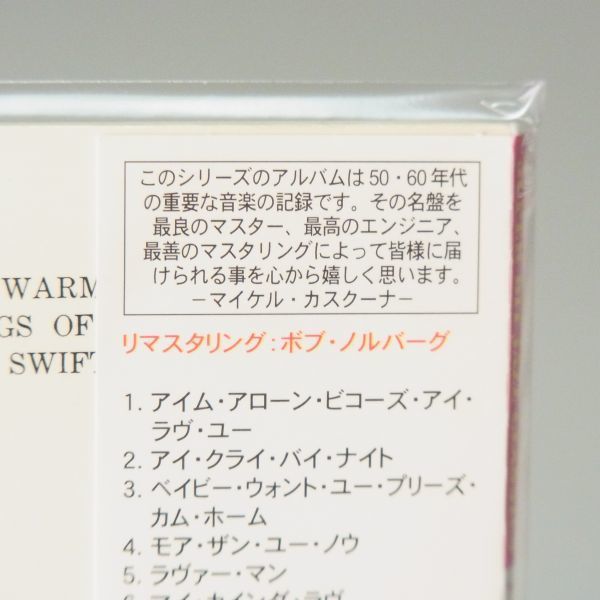 このシリーズのアルバムは50・60年代
の重要な音楽の記録です。その名盤を
最良のマスター、最高のエンジニア、
最善のマスタリングによって皆様に届
けられる事を心から嬉しく思います。
−マイケル・カスクーナ−
WARM
GS OF
SWIFT
リマスタリング:ボブ・ノルバーグ
1. アイム・アローン・ビコーズ・アイ・
ラヴ・ユー
2. アイ・クライ・バイ・ナイト
3. ベイビー・ウォント・ユー・プリーズ・
カム・ホーム
4. モア・ザン・ユー・ノウ
5. ラヴァー・マン
6. マイ・カインダ・ラヴ